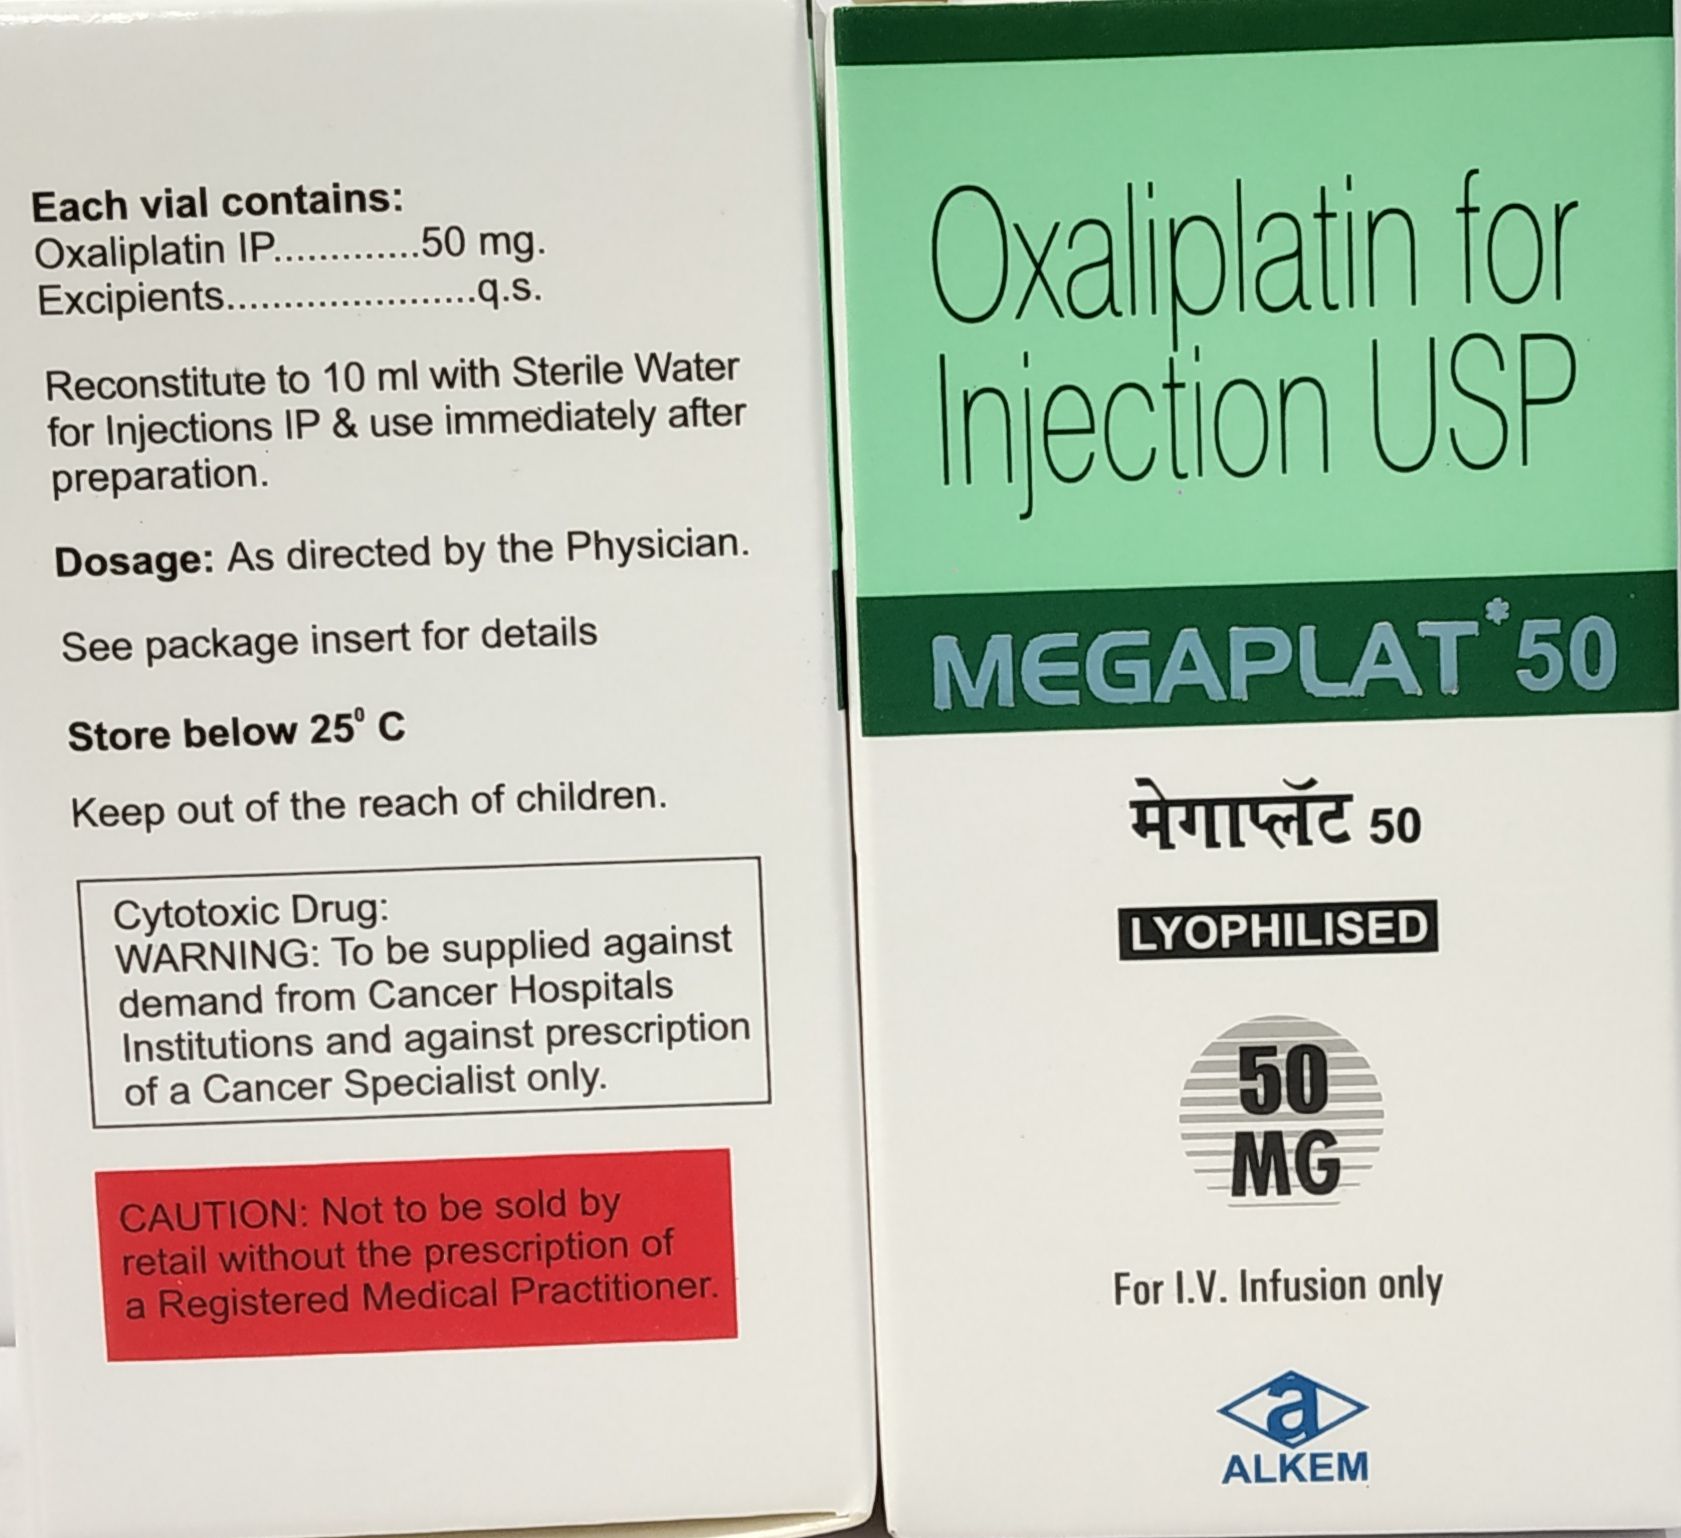 Each vial contains:
Oxaliplatin IP.............50 mg.
Excipients......................q.s.
Reconstitute to 10 ml with Sterile Water
for Injections IP & use immediately after
preparation.
Dosage: As directed by the Physician.
See package insert for details
Store below 25⁰ C
Keep out of the reach of children.
Cytotoxic Drug:
WARNING: To be supplied against
demand from Cancer Hospitals
Institutions and against prescription
of a Cancer Specialist only.
CAUTION: Not to be sold by
retail without the prescription of
a Registered Medical Practitioner.
Oxaliplatin for
Injection USP
MEGAPLAT* 50
मेगाप्लॅट 50
LYOPHILISED
50
MG
For I.V. Infusion only
a
ALKEM